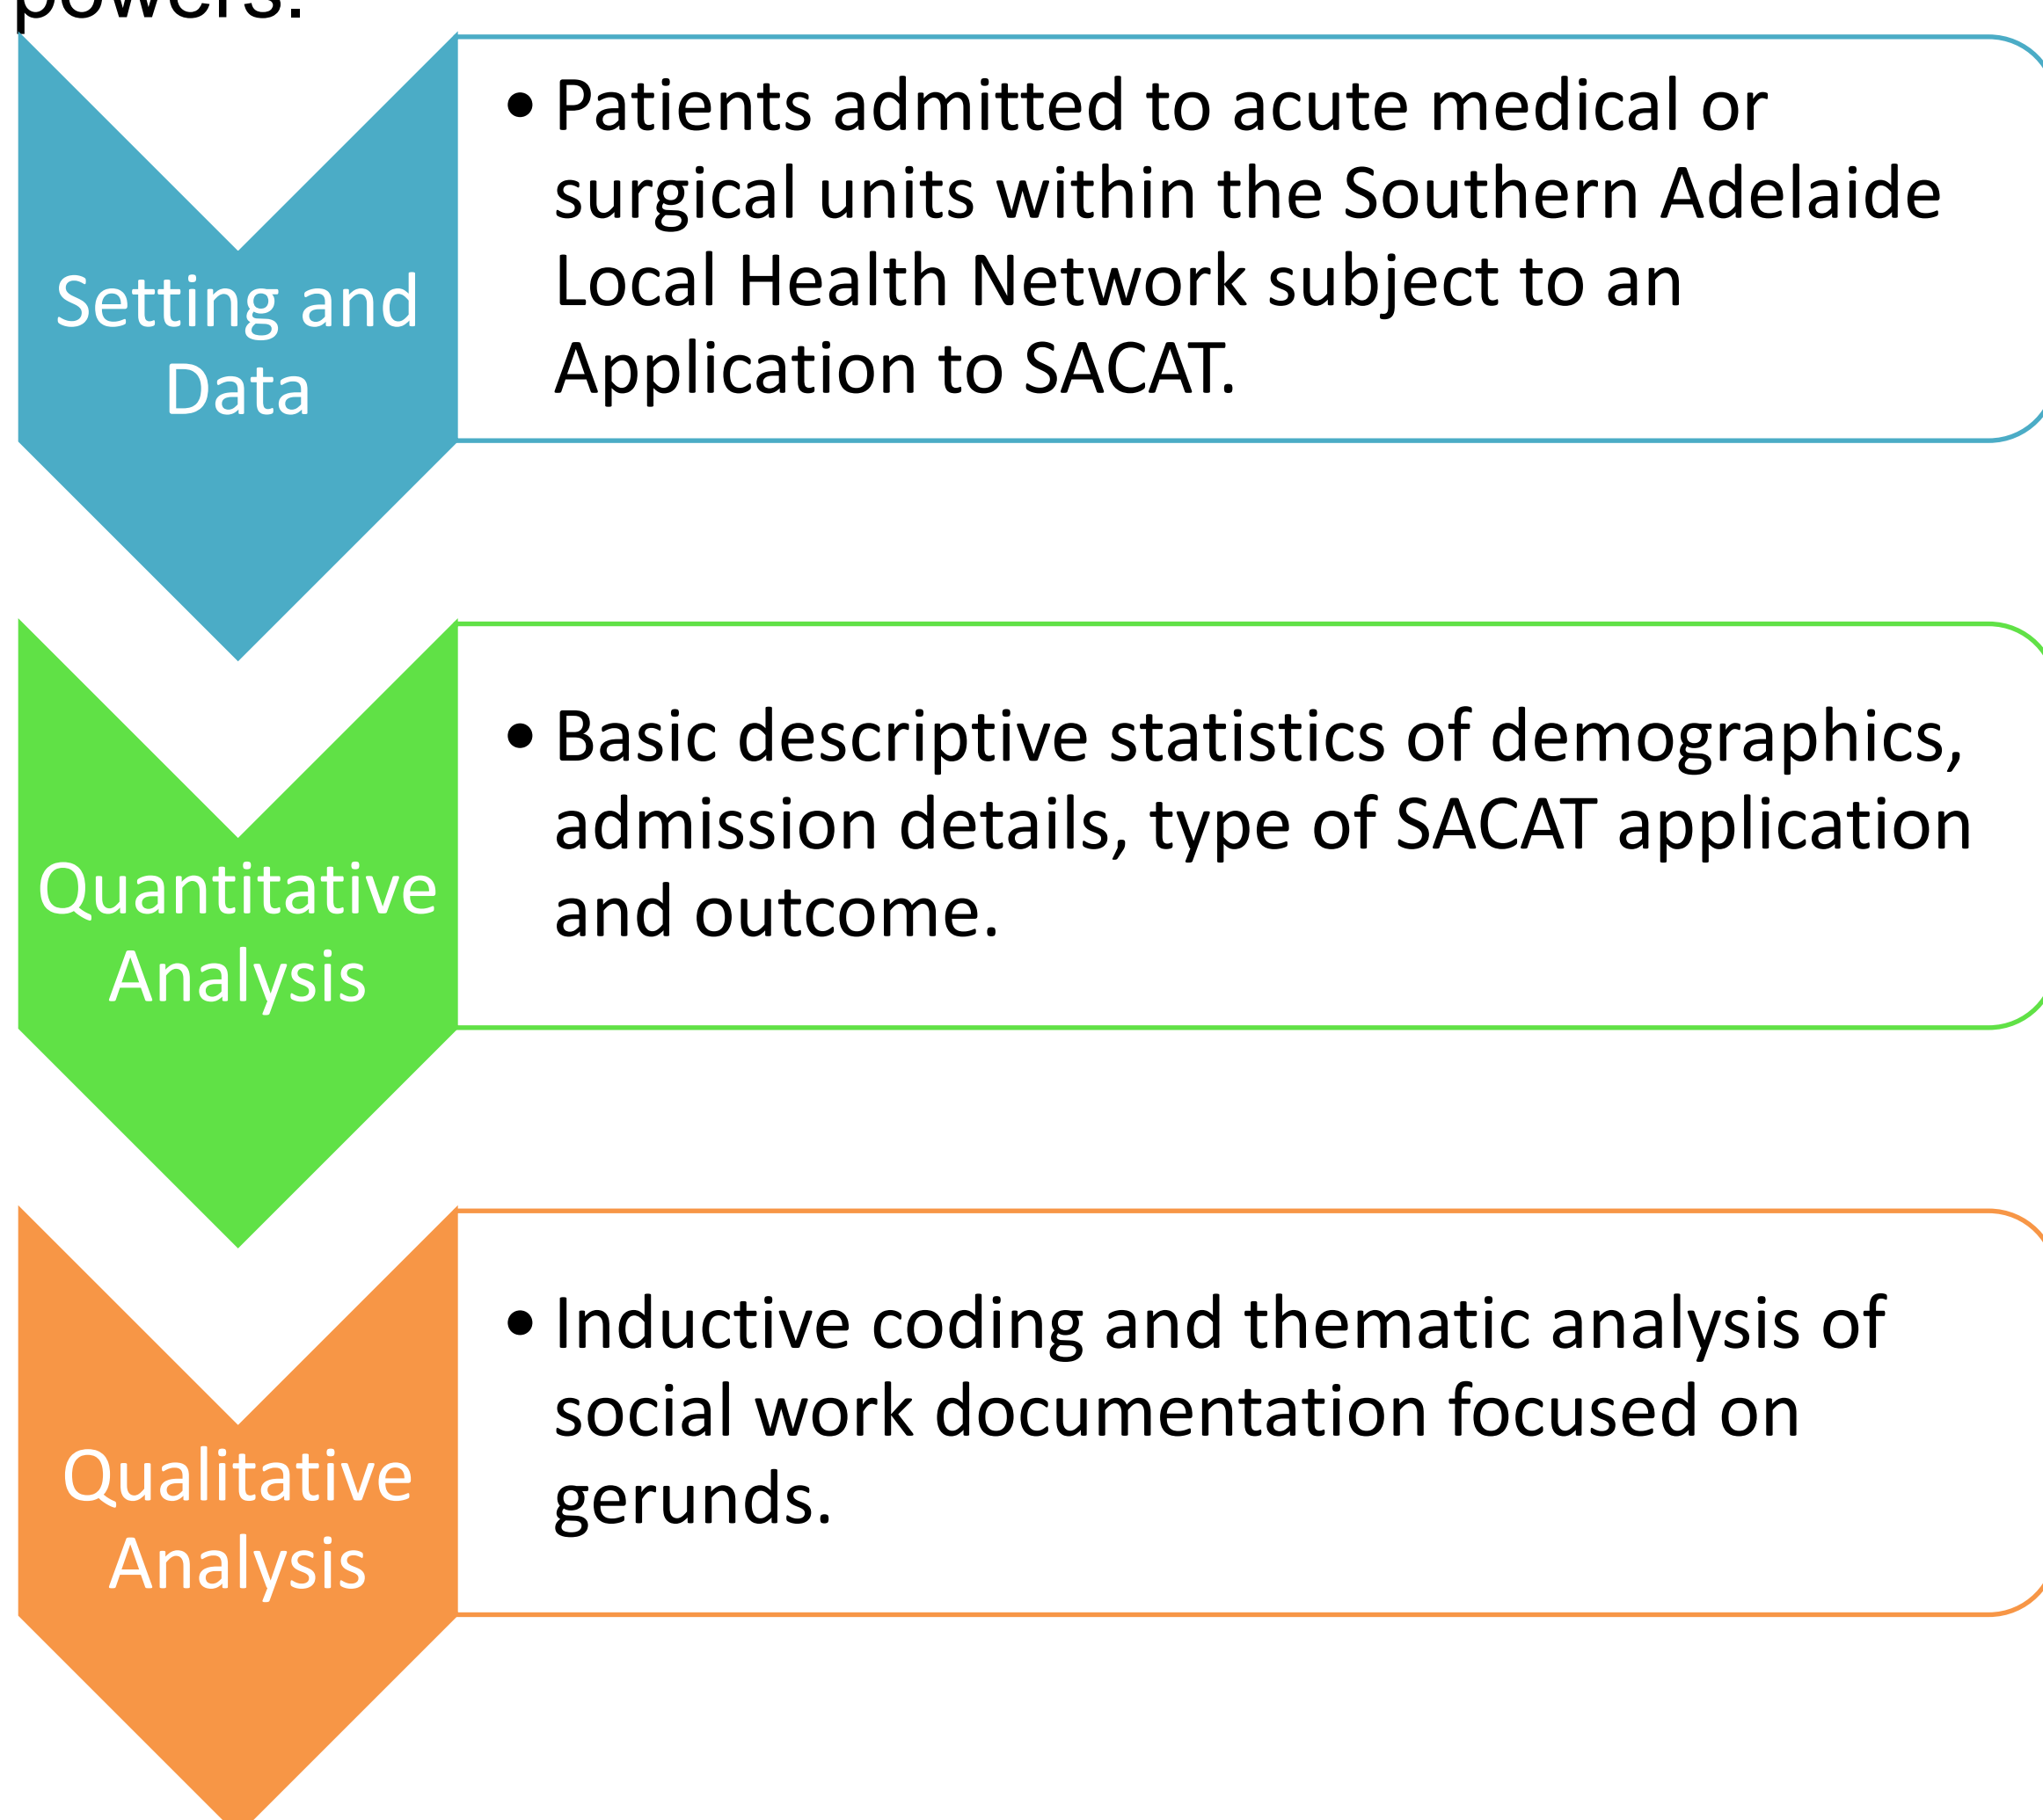 powers.
Setting and
Data
• Patients admitted to acute medical or
surgical units within the Southern Adelaide
Local Health Network subject to an
Application to SACAT.
Quantitative
Analysis
• Basic descriptive statistics of demographics,
admission details, type of SACAT application
and outcome.
Qualitative
Analysis
• Inductive coding and thematic analysis of
social work documentation focused on
gerunds.